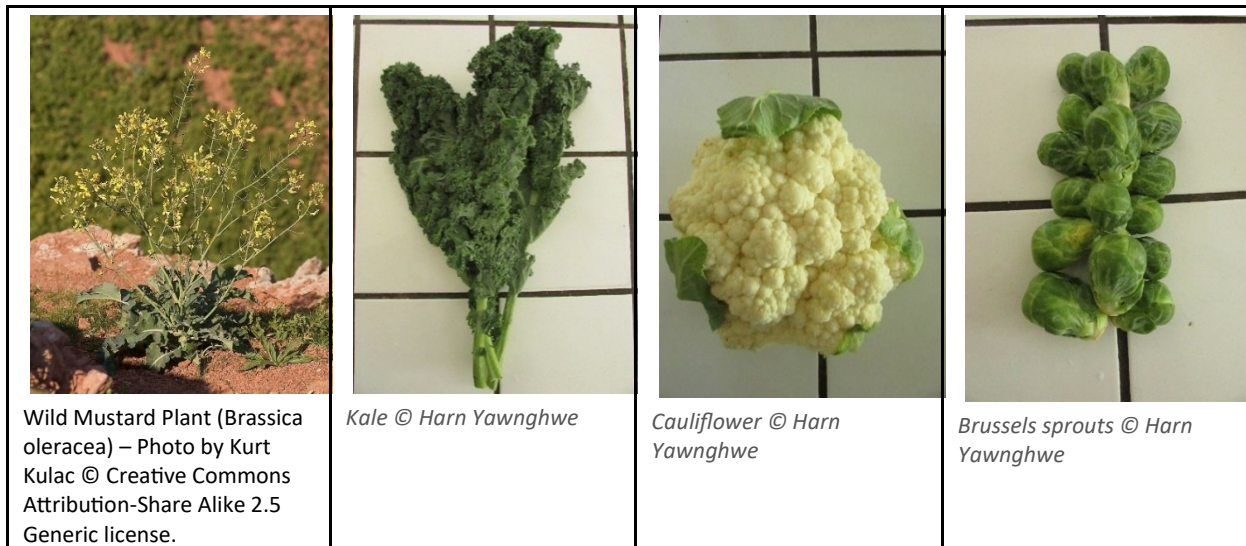 Wild Mustard Plant (Brassica
oleracea) – Photo by Kurt
Kulac © Creative Commons
Attribution-Share Alike 2.5
Generic license.
Kale © Harn Yawnghwe
Cauliflower © Harn
Yawnghwe
Brussels sprouts © Harn
Yawnghwe